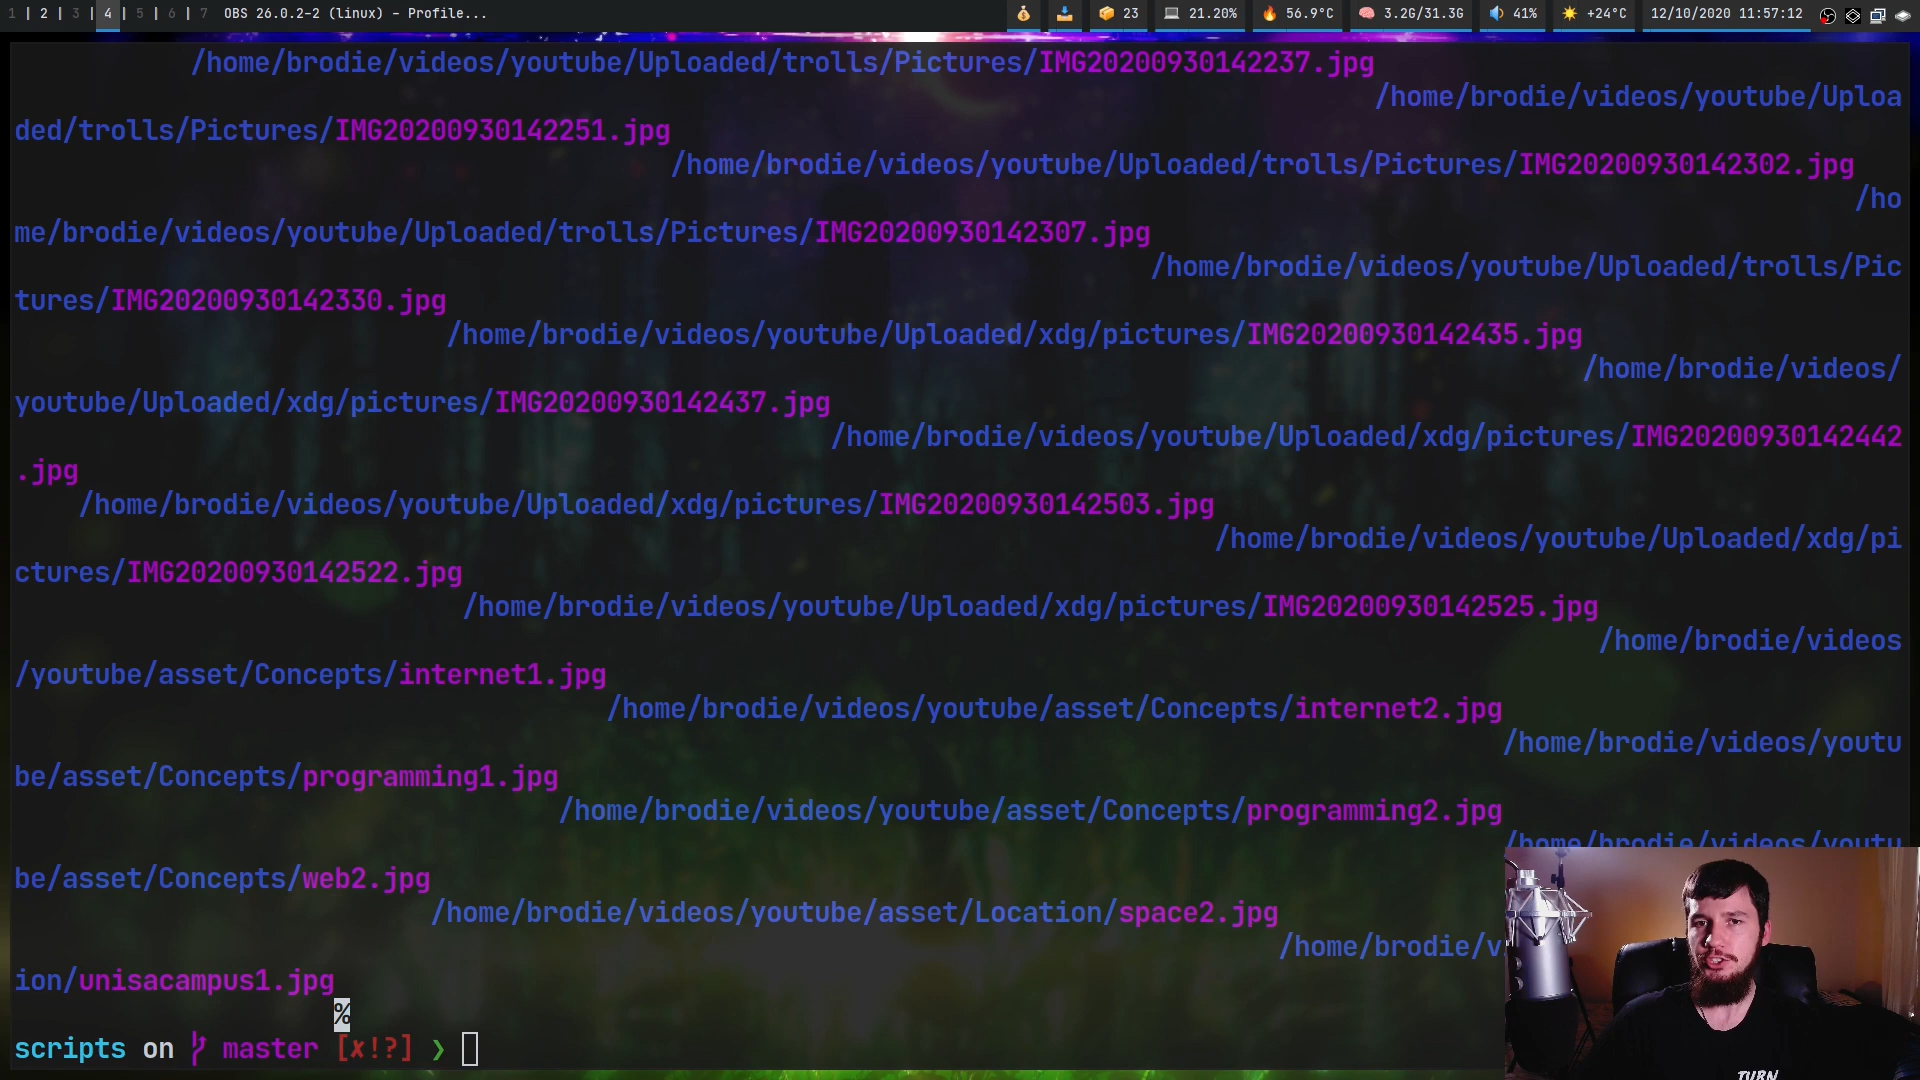 1 | 2 | 3 | 4 | 5 | 6 | 7 OBS 26.0.2-2 (linux) - Profile... 23 21.20% 56.9°C 3.2G/31.3G 41% +24°C 12/10/2020 11:57:12
/home/brodie/videos/youtube/Uploaded/trolls/Pictures/IMG20200930142237.jpg
/home/brodie/videos/youtube/Uploa
ded/trolls/Pictures/IMG20200930142251.jpg
/home/brodie/videos/youtube/Uploaded/trolls/Pictures/IMG20200930142302.jpg
/ho
me/brodie/videos/youtube/Uploaded/trolls/Pictures/IMG20200930142307.jpg
/home/brodie/videos/youtube/Uploaded/trolls/Pic
tures/IMG20200930142330.jpg
/home/brodie/videos/youtube/Uploaded/xdg/pictures/IMG20200930142435.jpg
/home/brodie/videos/
youtube/Uploaded/xdg/pictures/IMG20200930142437.jpg
/home/brodie/videos/youtube/Uploaded/xdg/pictures/IMG20200930142442
.jpg
/home/brodie/videos/youtube/Uploaded/xdg/pictures/IMG20200930142503.jpg
/home/brodie/videos/youtube/Uploaded/xdg/pi
ctures/IMG20200930142522.jpg
/home/brodie/videos/youtube/Uploaded/xdg/pictures/IMG20200930142525.jpg
/home/brodie/videos
/youtube/asset/Concepts/internet1.jpg
/home/brodie/videos/youtube/asset/Concepts/internet2.jpg
/home/brodie/videos/youtu
be/asset/Concepts/programming1.jpg
/home/brodie/videos/youtube/asset/Concepts/programming2.jpg
/home/brodie/videos/youtu
be/asset/Concepts/web2.jpg
/home/brodie/videos/youtube/asset/Location/space2.jpg
/home/brodie/v
ion/unisacampus1.jpg
%
scripts on master [✘!?] ❯
TURN